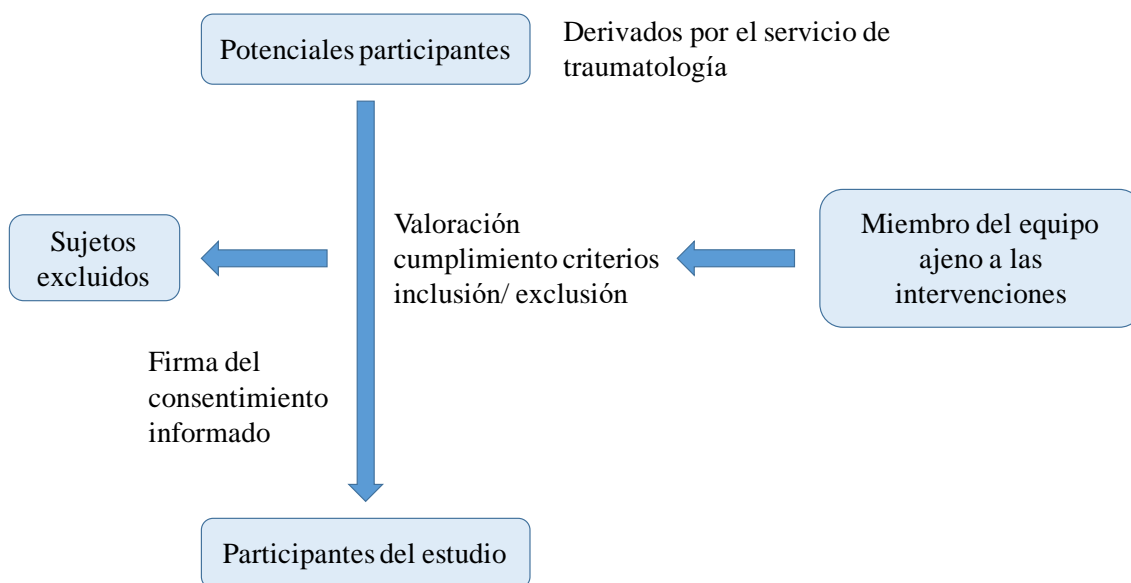 Potenciales participantes
Derivados por el servicio de
traumatología
Sujetos
excluidos
Valoración
cumplimiento criterios
inclusión/ exclusión
Miembro del equipo
ajeno a las
intervenciones
Firma del
consentimiento
informado
Participantes del estudio